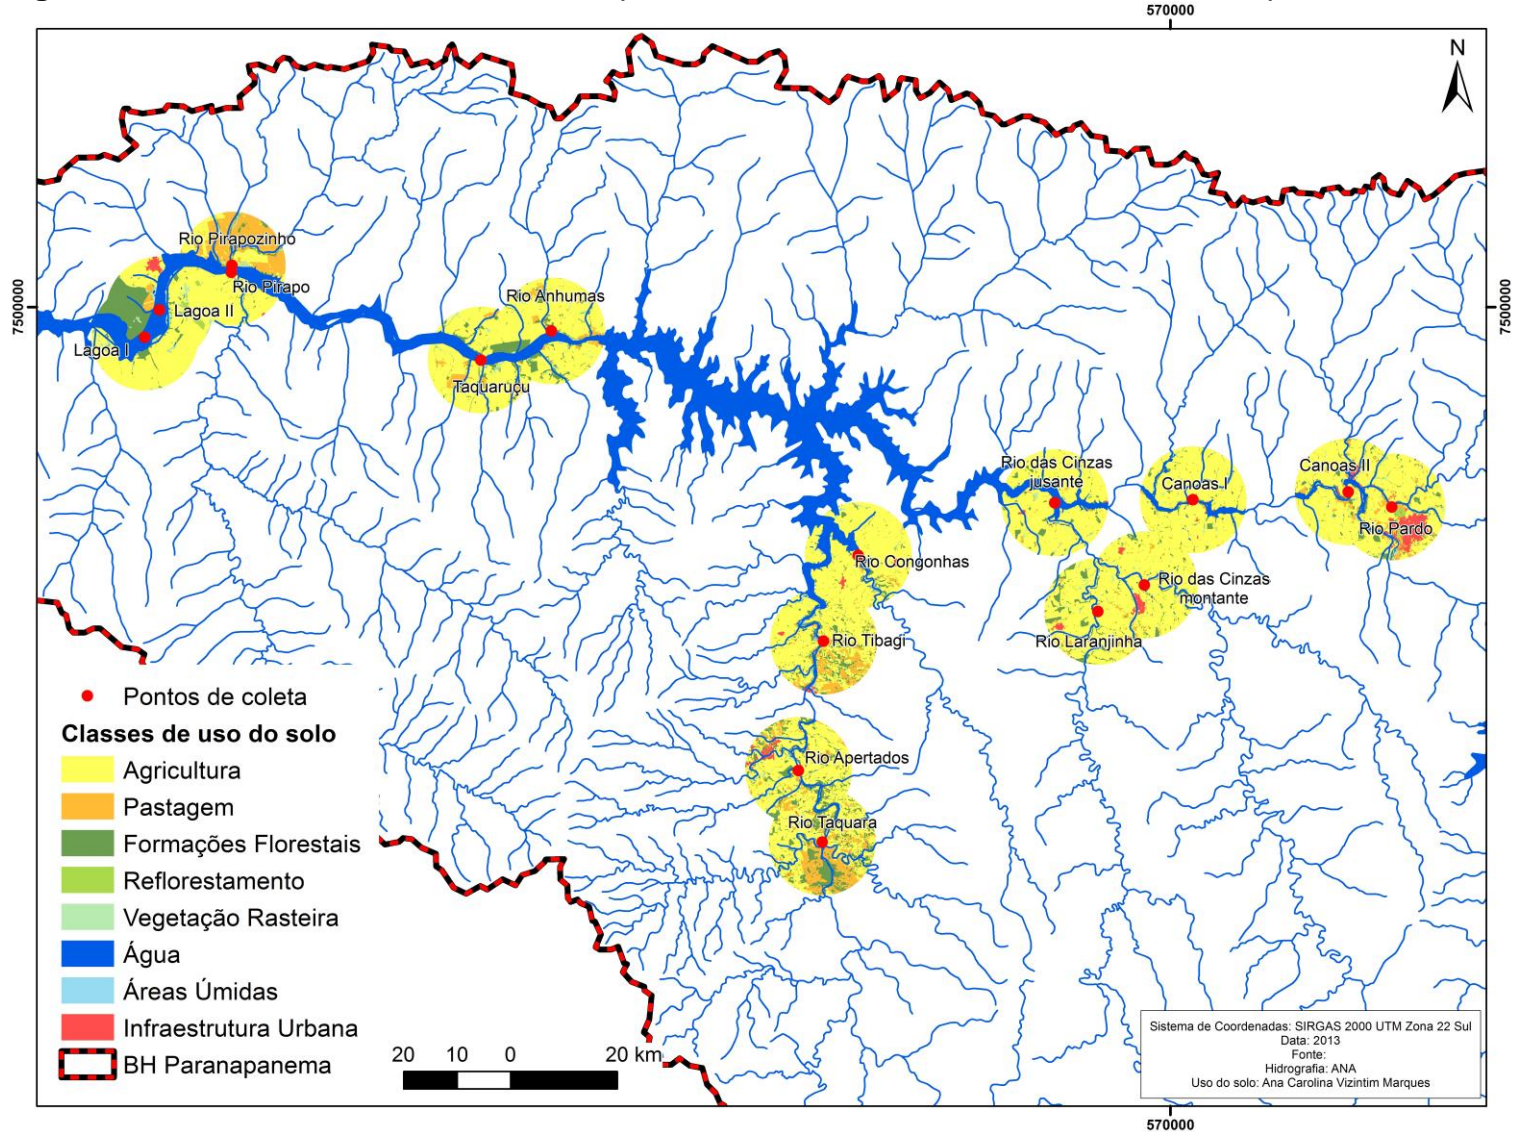 570000
N
7500000
7500000
Rio Pirapozinho
Rio Pirapo
Lagoa II
Lagoa I
Rio Anhumas
Taquaruçu
Rio das Cinzas
jusante
Canoas I
Canoas II
Rio Pardo
Rio Congonhas
Rio das Cinzas
montante
Rio Laranjinha
Rio Tibagi
Rio Apertados
Rio Taquara
Pontos de coleta
Classes de uso do solo
Agricultura
Pastagem
Formações Florestais
Reflorestamento
Vegetação Rasteira
Água
Áreas Úmidas
Infraestrutura Urbana
BH Paranapanema
20 10 0 20 km
Sistema de Coordenadas: SIRGAS 2000 UTM Zona 22 Sul
Data: 2013
Fonte:
Hidrografia: ANA
Uso do solo: Ana Carolina Vizintim Marques
570000